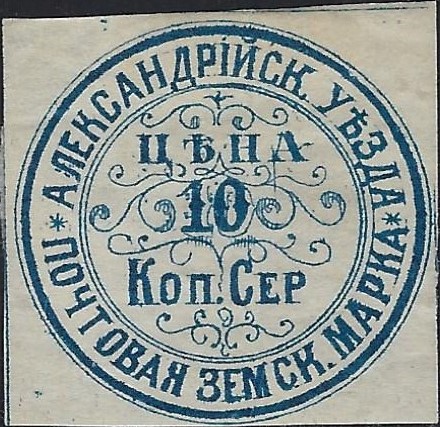 АЛЕКСАНДРІЙСК. УѢЗДА
ЦѢНА
10
КОП. СЕР
* ПОЧТОВАЯ ЗЕМСК. МАРКА *